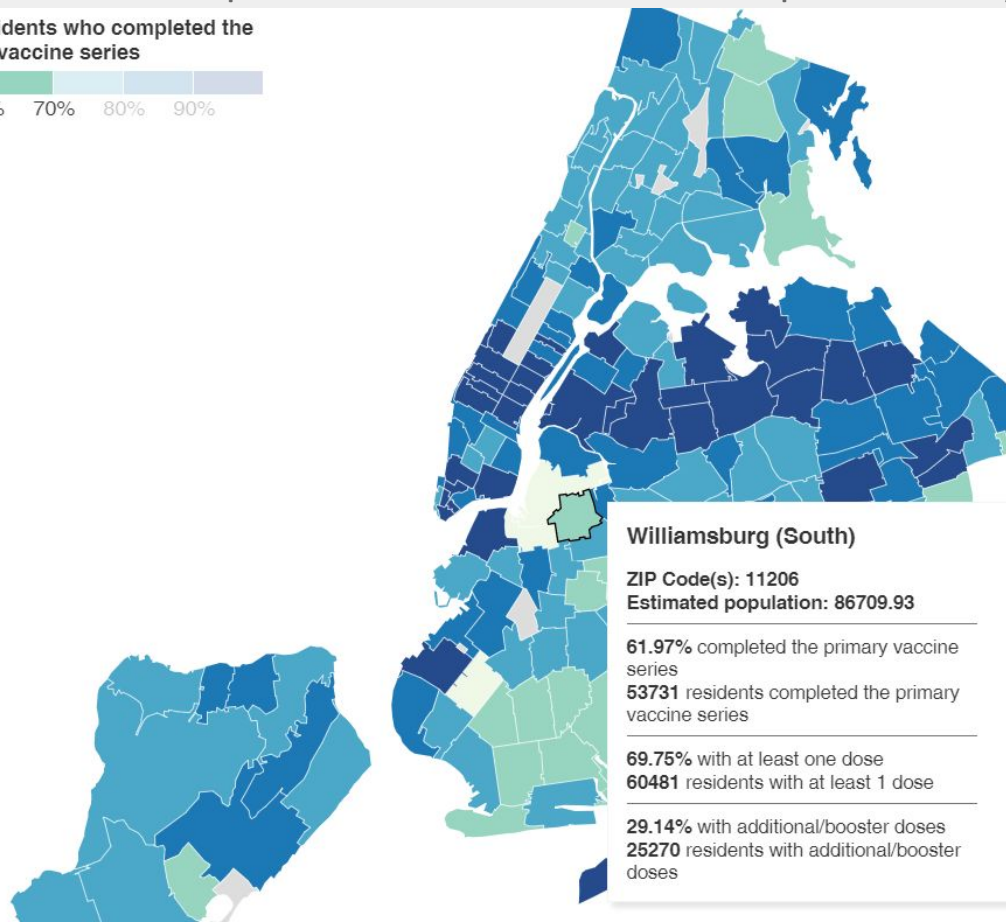 dents who completed the
vaccine series
% 70% 80% 90%
Williamsburg (South)
ZIP Code(s): 11206
Estimated population: 86709.93
61.97% completed the primary vaccine
series
53731 residents completed the primary
vaccine series
69.75% with at least one dose
60481 residents with at least 1 dose
29.14% with additional/booster doses
25270 residents with additional/booster
doses